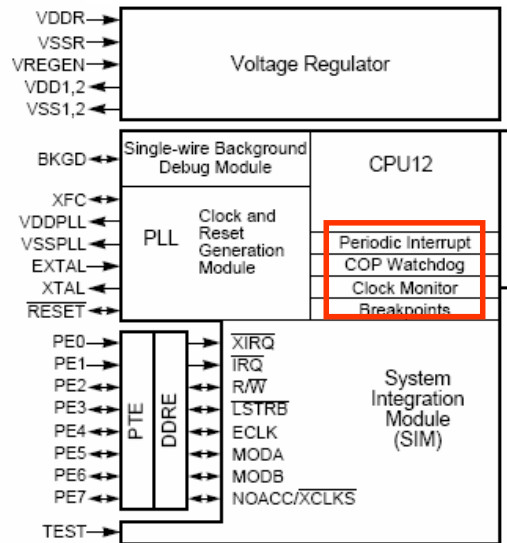 VDDR
VSSR
VREGEN
VDD1,2
VSS1,2
Voltage Regulator
BKGD
Single-wire Background
Debug Module
CPU12
XFC
VDDPLL
VSSPLL
EXTAL
XTAL
RESET
PLL
Clock and
Reset
Generation
Module
Periodic Interrupt
COP Watchdog
Clock Monitor
Breakpoints
PE0
PE1
PE2
PE3
PE4
PE5
PE6
PE7
PTE
DDRE
XIRQ
IRQ
R/W
LSTRB
ECLK
MODA
MODB
NOACC/XCLKS
System
Integration
Module
(SIM)
TEST